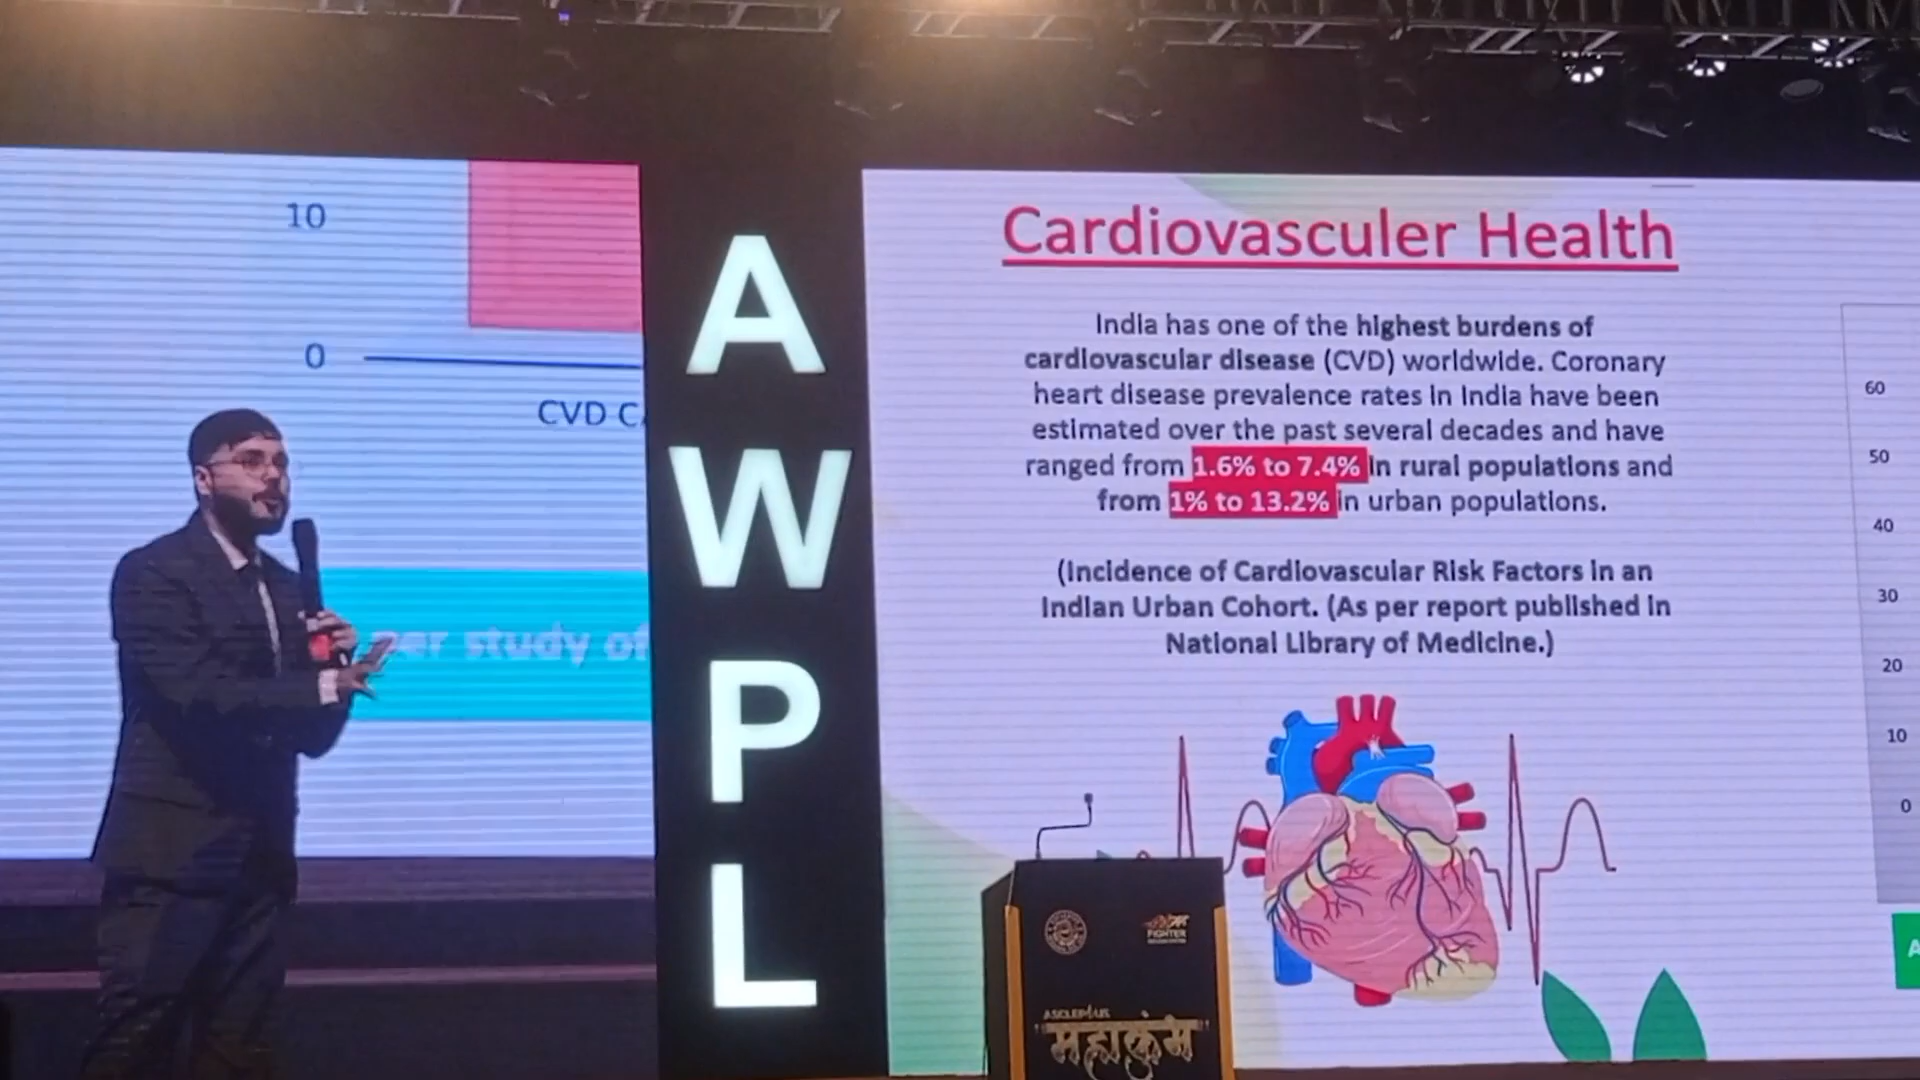 10
0
CVD C
per study of
A
W
P
L
Cardiovasculer Health
India has one of the highest burdens of
cardiovascular disease (CVD) worldwide. Coronary
heart disease prevalence rates in India have been
estimated over the past several decades and have
ranged from 1.6% to 7.4% in rural populations and
from 1% to 13.2% in urban populations.
(Incidence of Cardiovascular Risk Factors in an
Indian Urban Cohort. (As per report published in
National Library of Medicine.)
60
50
40
30
20
10
0
A
FIGHTER
ASCLEPIUS
महाकुंभ